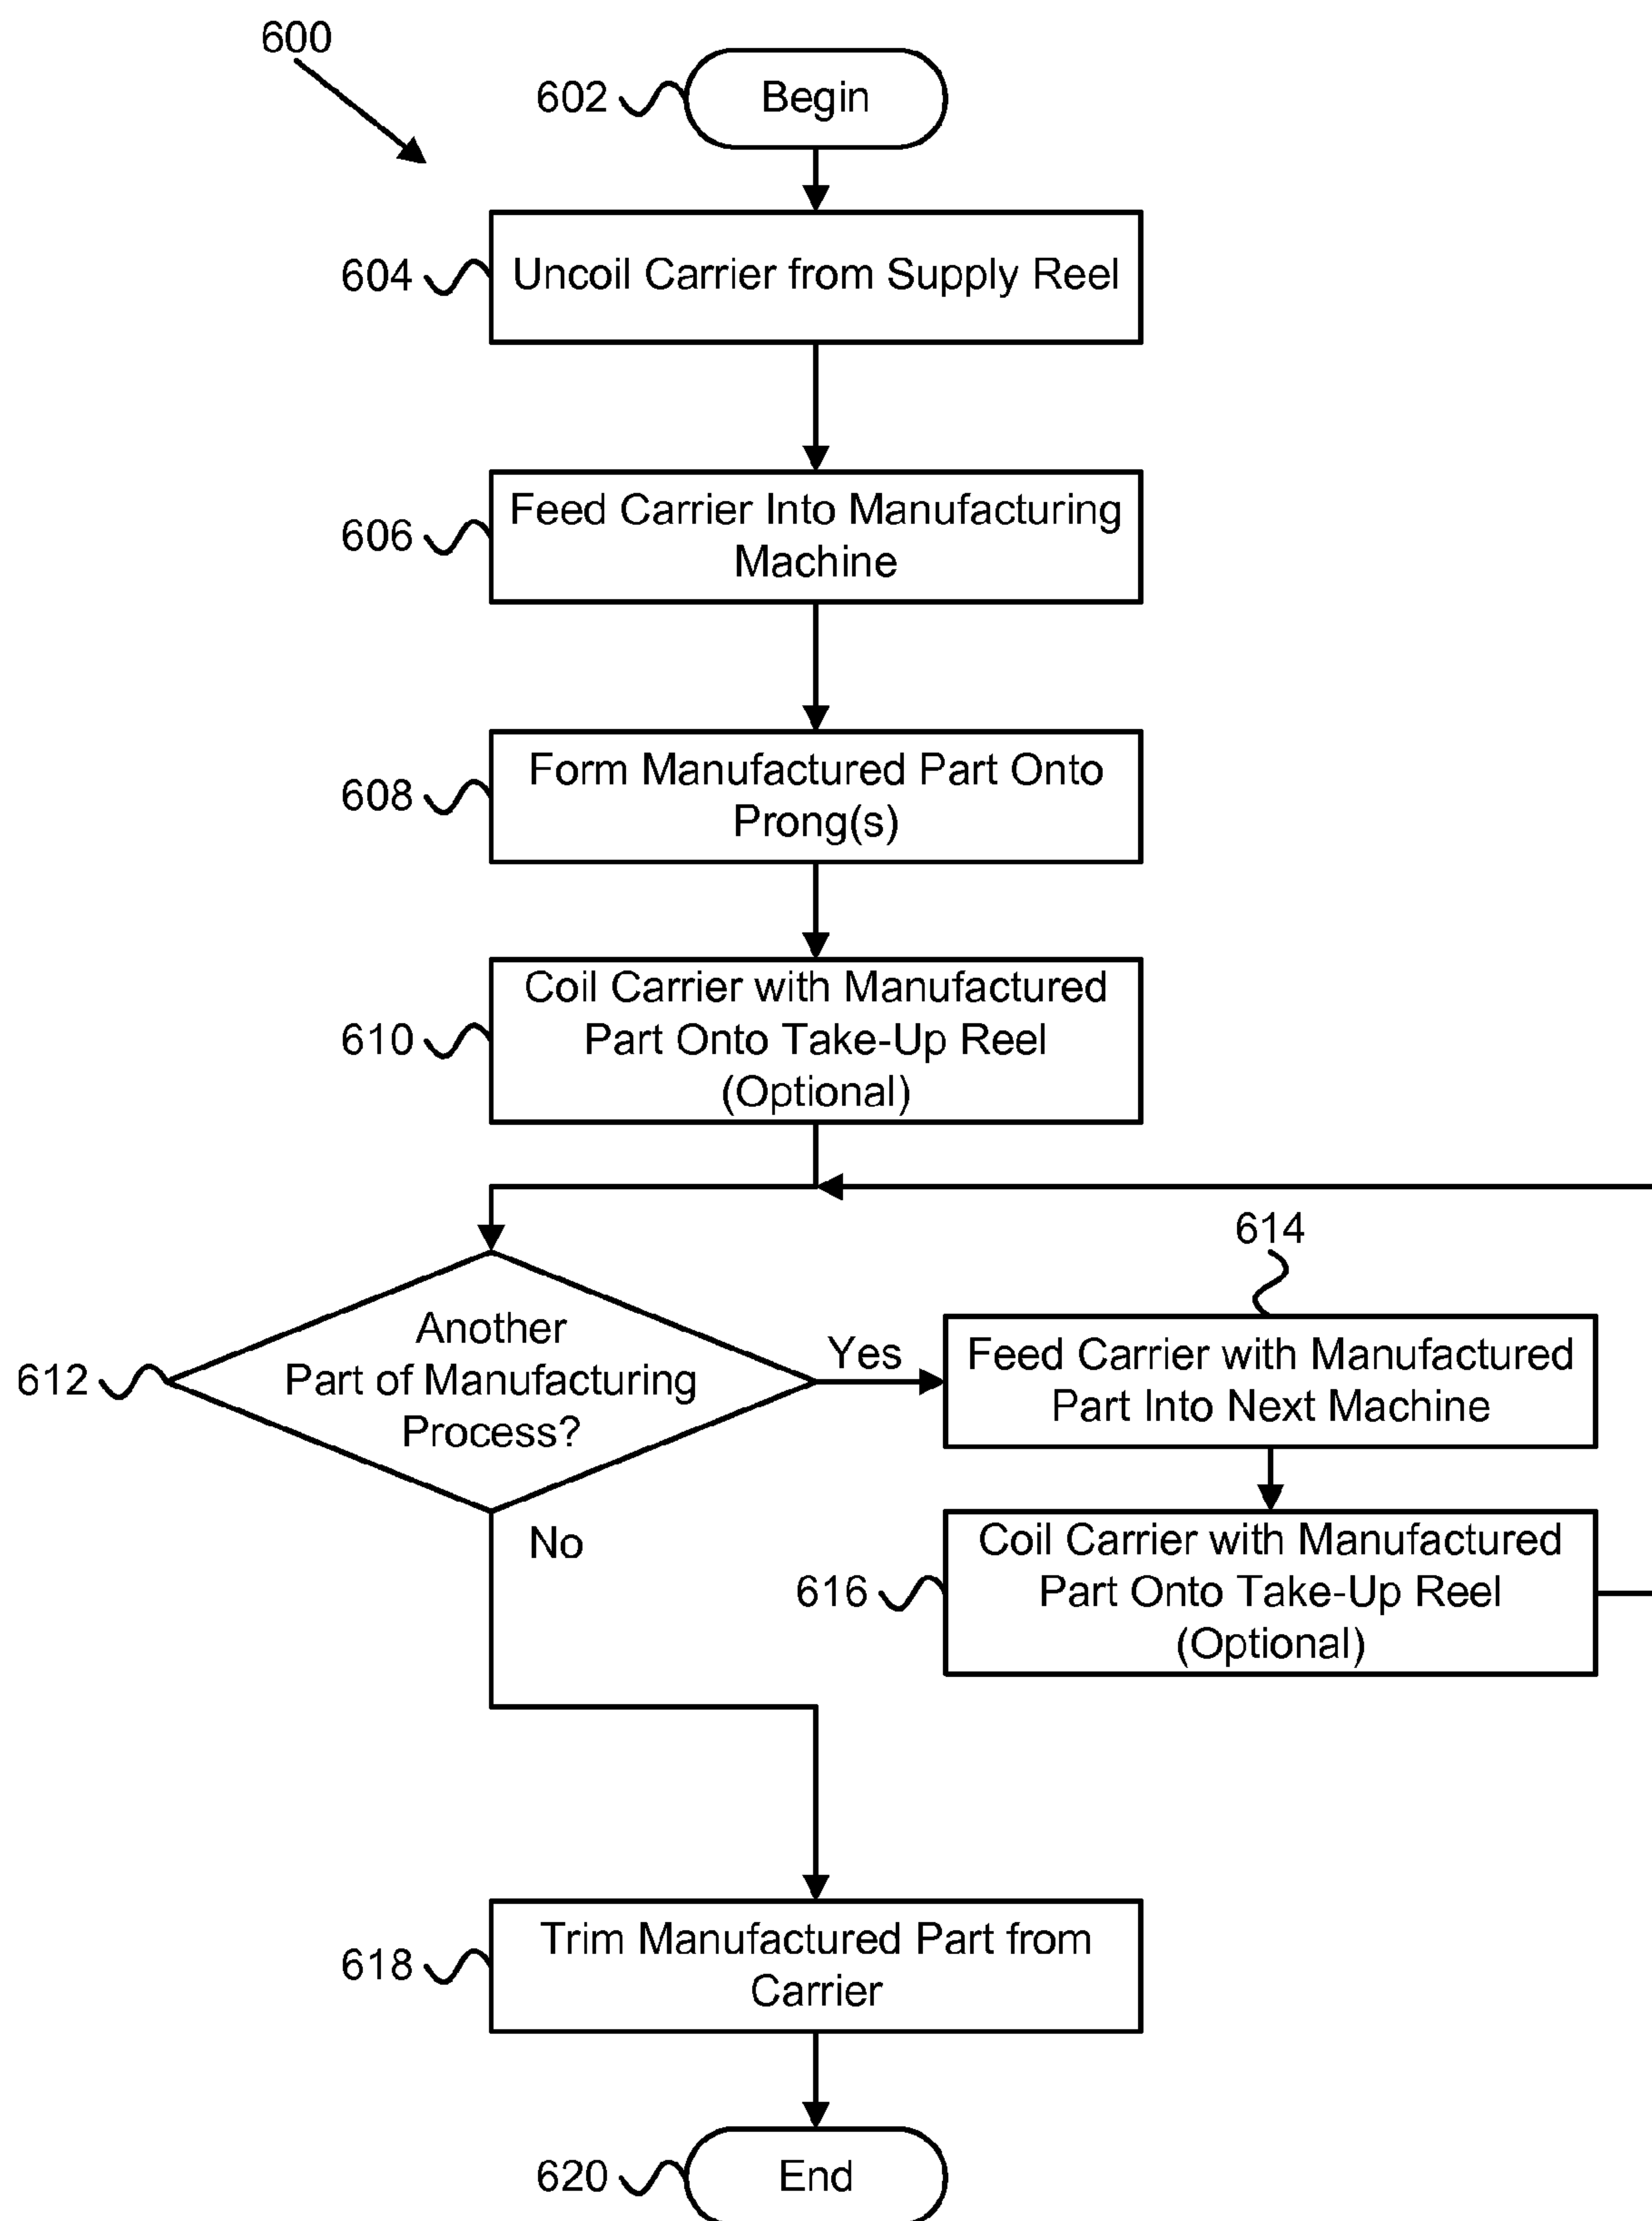 600
602
Begin
604
Uncoil Carrier from Supply Reel
606
Feed Carrier Into Manufacturing
Machine
608
Form Manufactured Part Onto
Prong(s)
610
Coil Carrier with Manufactured
Part Onto Take-Up Reel
(Optional)
612
Another
Part of Manufacturing
Process?
Yes
614
Feed Carrier with Manufactured
Part Into Next Machine
No
616
Coil Carrier with Manufactured
Part Onto Take-Up Reel
(Optional)
618
Trim Manufactured Part from
Carrier
620
End